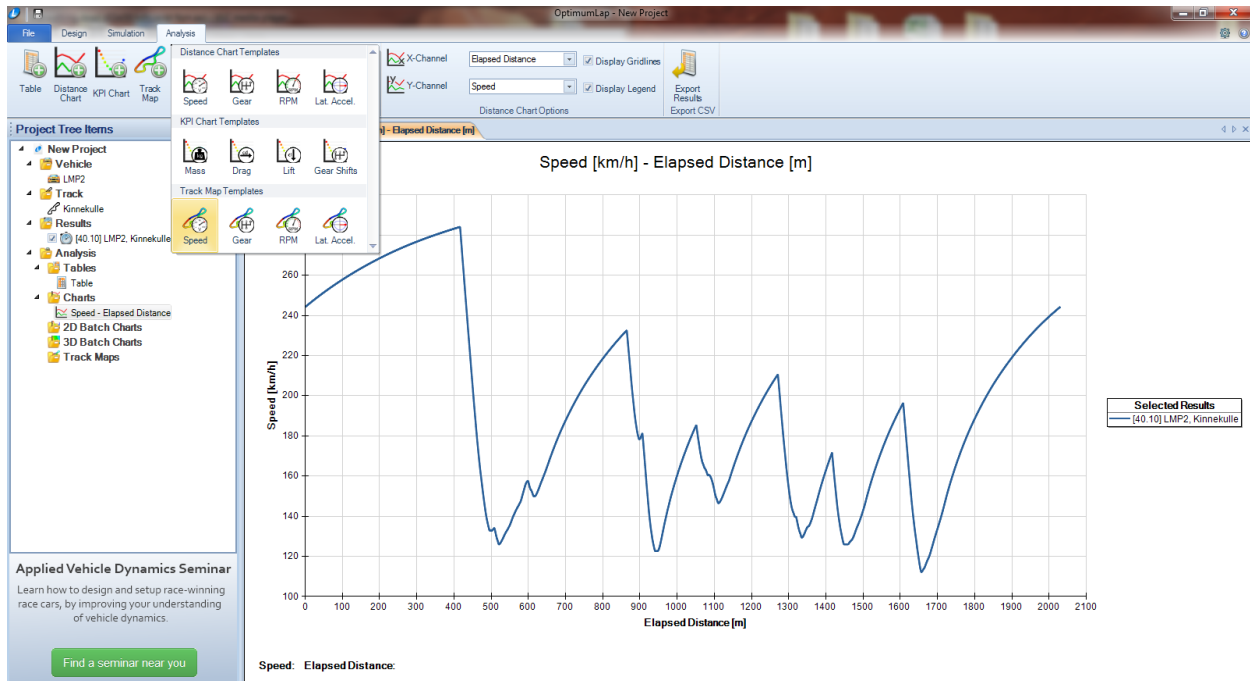 OptimumLap - New Project
File Design Simulation Analysis
Table
Distance Chart
KPI Chart
Track Map
Distance Chart Templates
Speed Gear RPM Lat. Accel.
KPI Chart Templates
Mass Drag Lift Gear Shifts
Track Map Templates
Speed Gear RPM Lat. Accel.
X-Channel Elapsed Distance Display Gridlines
Y-Channel Speed Display Legend
Distance Chart Options
Export Results
Export CSV
Project Tree Items
New Project
Vehicle
LMP2
Track
Kinnekulle
Results
[40.10] LMP2, Kinnekulle
Analysis
Tables
Table
Charts
Speed - Elapsed Distance
2D Batch Charts
3D Batch Charts
Track Maps
Applied Vehicle Dynamics Seminar
Learn how to design and setup race-winning
race cars, by improving your understanding
of vehicle dynamics.
Find a seminar near you
- Elapsed Distance [m]
Speed [km/h] - Elapsed Distance [m]
Speed [km/h]
260
240
220
200
180
160
140
120
100
0 100 200 300 400 500 600 700 800 900 1000 1100 1200 1300 1400 1500 1600 1700 1800 1900 2000 2100
Elapsed Distance [m]
Selected Results
[40.10] LMP2, Kinnekulle
Speed: Elapsed Distance: